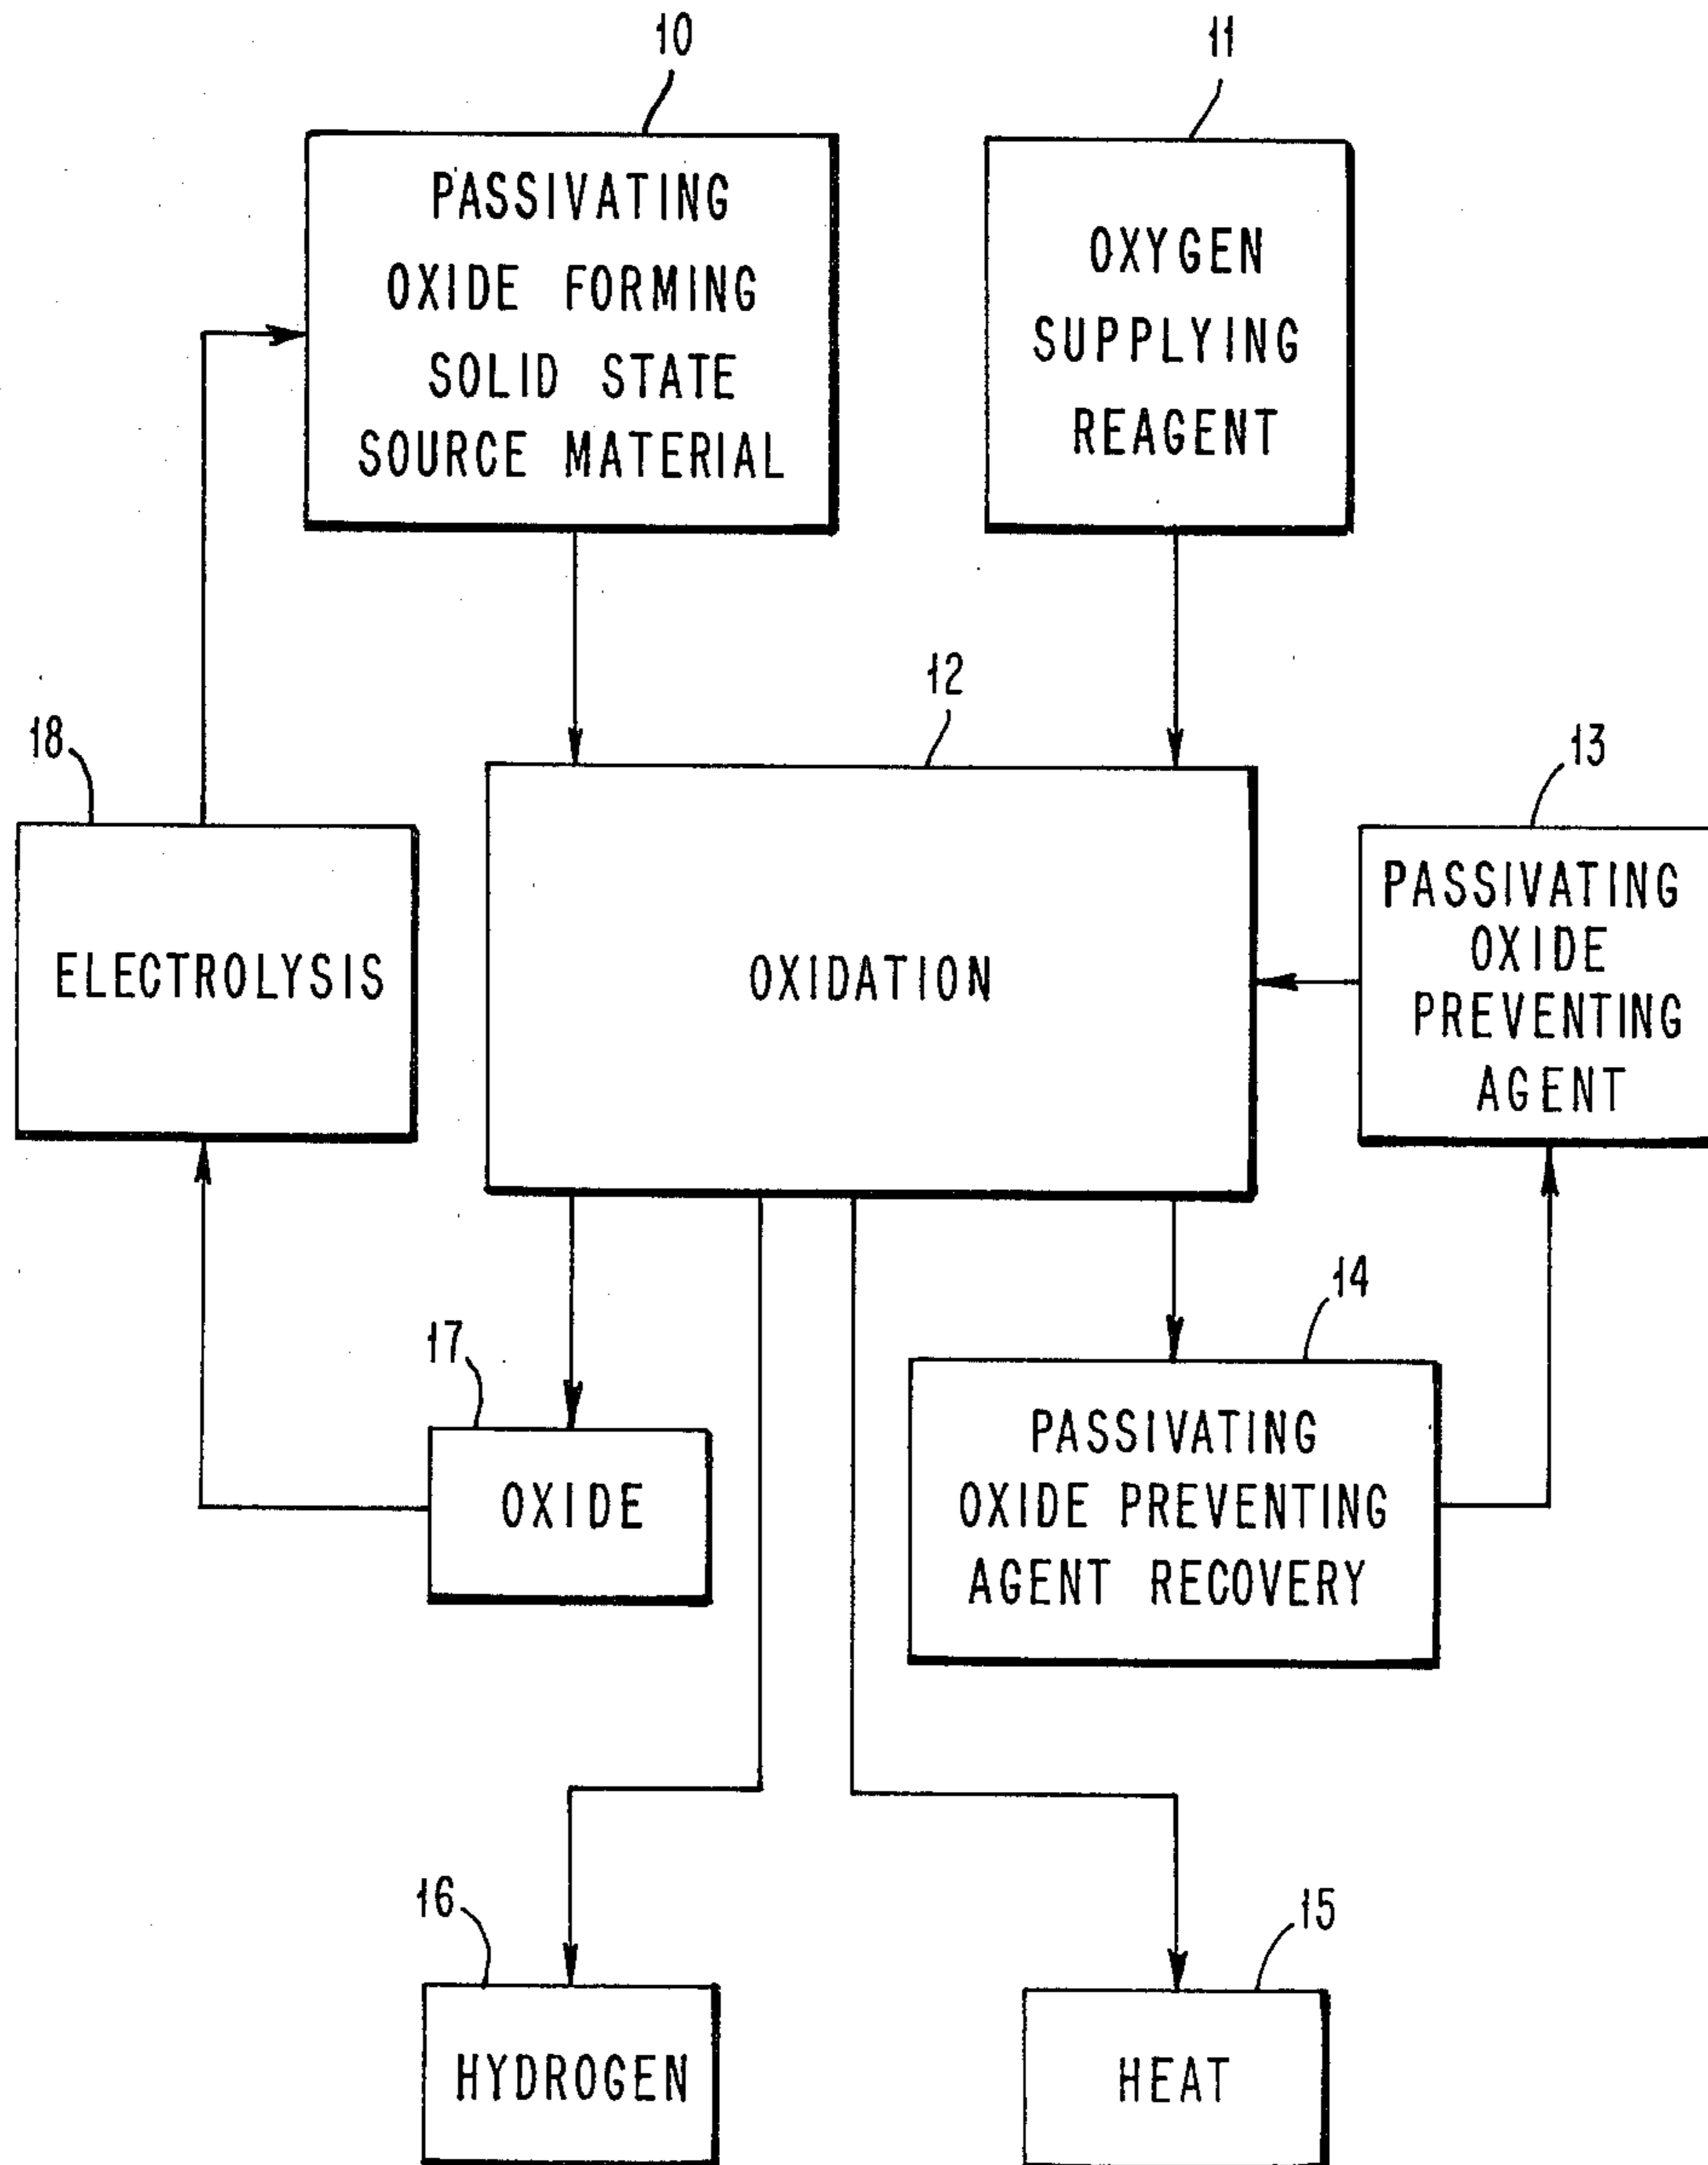 10
11
PASSIVATING
OXIDE FORMING
SOLID STATE
SOURCE MATERIAL
OXYGEN
SUPPLYING
REAGENT
12
18
13
ELECTROLYSIS
OXIDATION
PASSIVATING
OXIDE
PREVENTING
AGENT
17
14
OXIDE
PASSIVATING
OXIDE PREVENTING
AGENT RECOVERY
16
15
HYDROGEN
HEAT